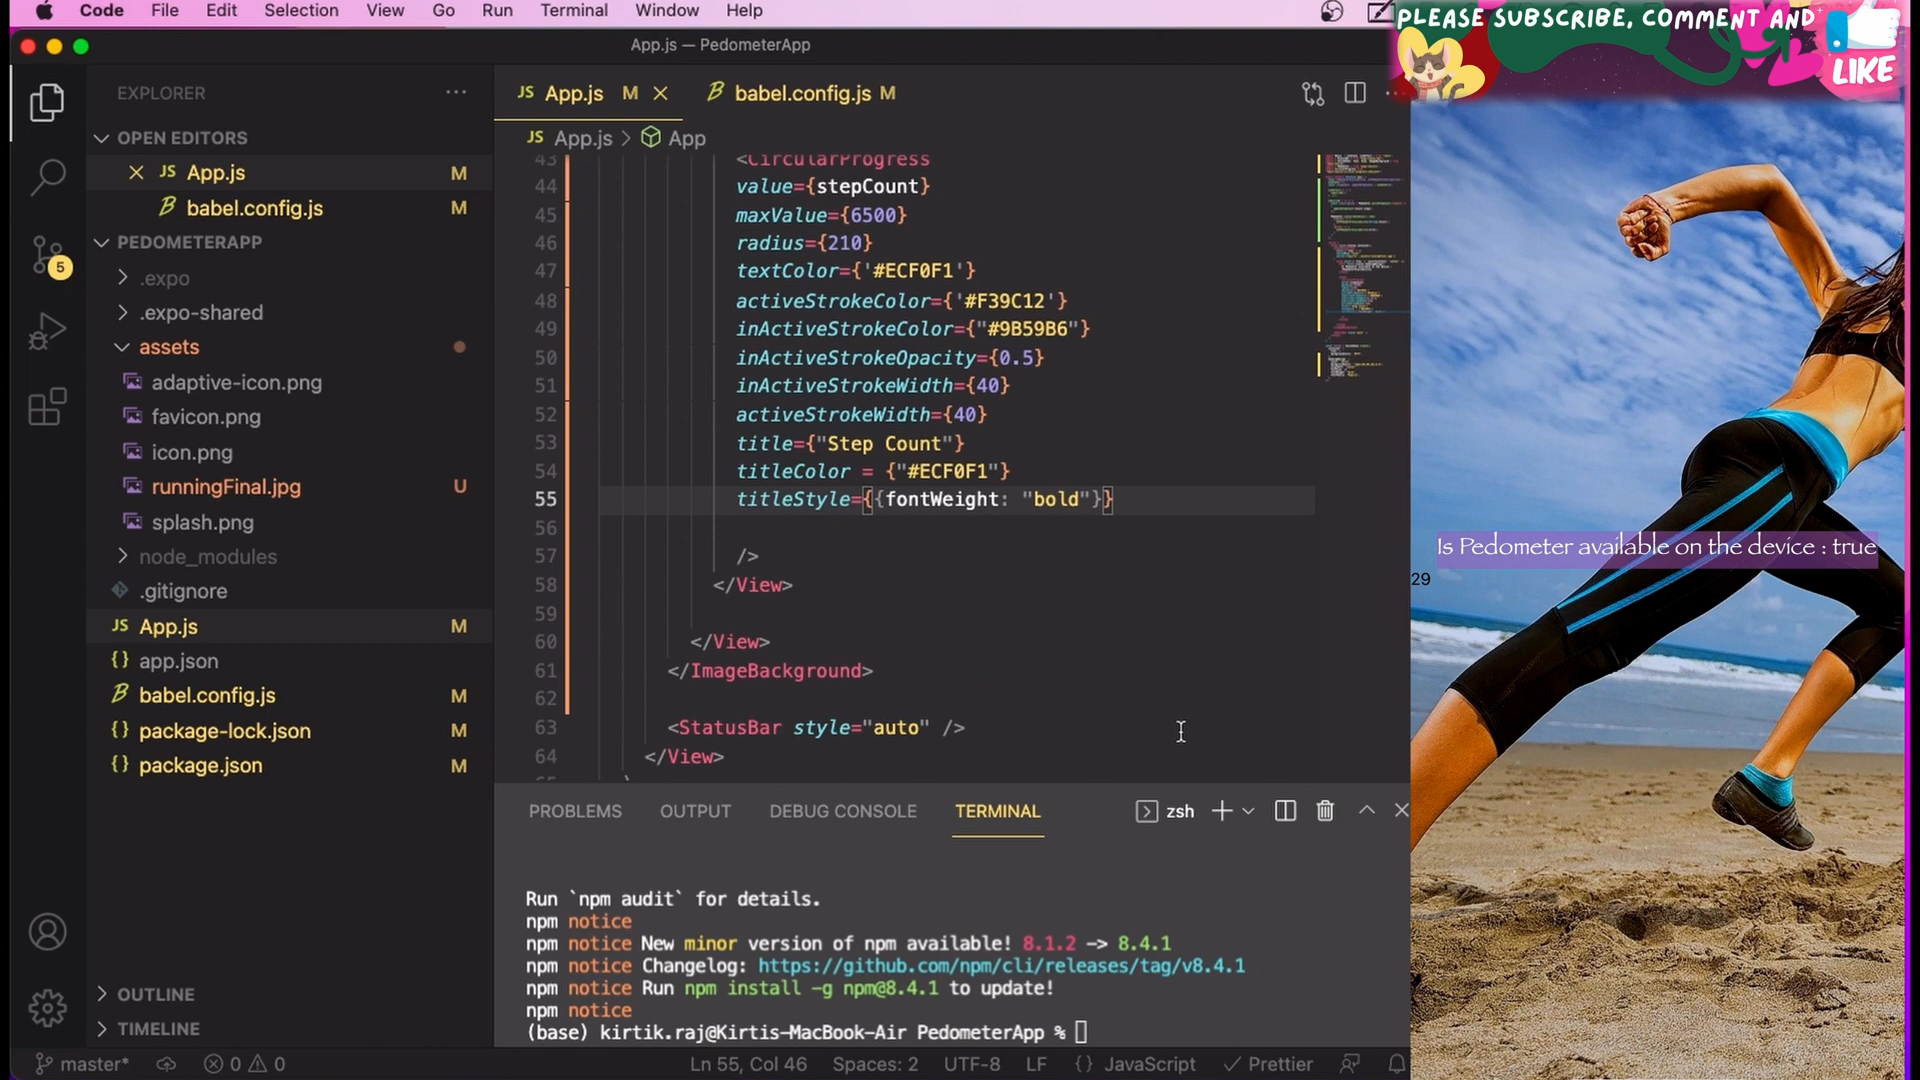 Code File Edit Selection View Go Run Terminal Window Help
PLEASE SUBSCRIBE, COMMENT AND
LIKE
App.js — PedometerApp
EXPLORER
OPEN EDITORS
App.js M
babel.config.js M
PEDOMETERAPP
.expo
.expo-shared
assets
adaptive-icon.png
favicon.png
icon.png
runningFinal.jpg U
splash.png
node_modules
.gitignore
JS App.js M
{} app.json
babel.config.js M
{} package-lock.json M
{} package.json M
OUTLINE
TIMELINE
5
JS App.js M
babel.config.js M
JS App.js > App
43 <CircularProgress
44 value={stepCount}
45 maxValue={6500}
46 radius={210}
47 textColor={'#ECF0F1'}
48 activeStrokeColor={'#F39C12'}
49 inActiveStrokeColor={"#9B59B6"}
50 inActiveStrokeOpacity={0.5}
51 inActiveStrokeWidth={40}
52 activeStrokeWidth={40}
53 title={"Step Count"}
54 titleColor = {"#ECF0F1"}
55 titleStyle={{fontWeight: "bold"}}
56
57 />
58 </View>
59
60 </View>
61 </ImageBackground>
62
63 <StatusBar style="auto" />
64 </View>
PROBLEMS OUTPUT DEBUG CONSOLE TERMINAL zsh
Run `npm audit` for details.
npm notice
npm notice New minor version of npm available! 8.1.2 -> 8.4.1
npm notice Changelog: https://github.com/npm/cli/releases/tag/v8.4.1
npm notice Run npm install -g npm@8.4.1 to update!
npm notice
(base) kirtik.raj@Kirtis-MacBook-Air PedometerApp %
master* 0 0 Ln 55, Col 46 Spaces: 2 UTF-8 LF {} JavaScript Prettier
Is Pedometer available on the device : true
29